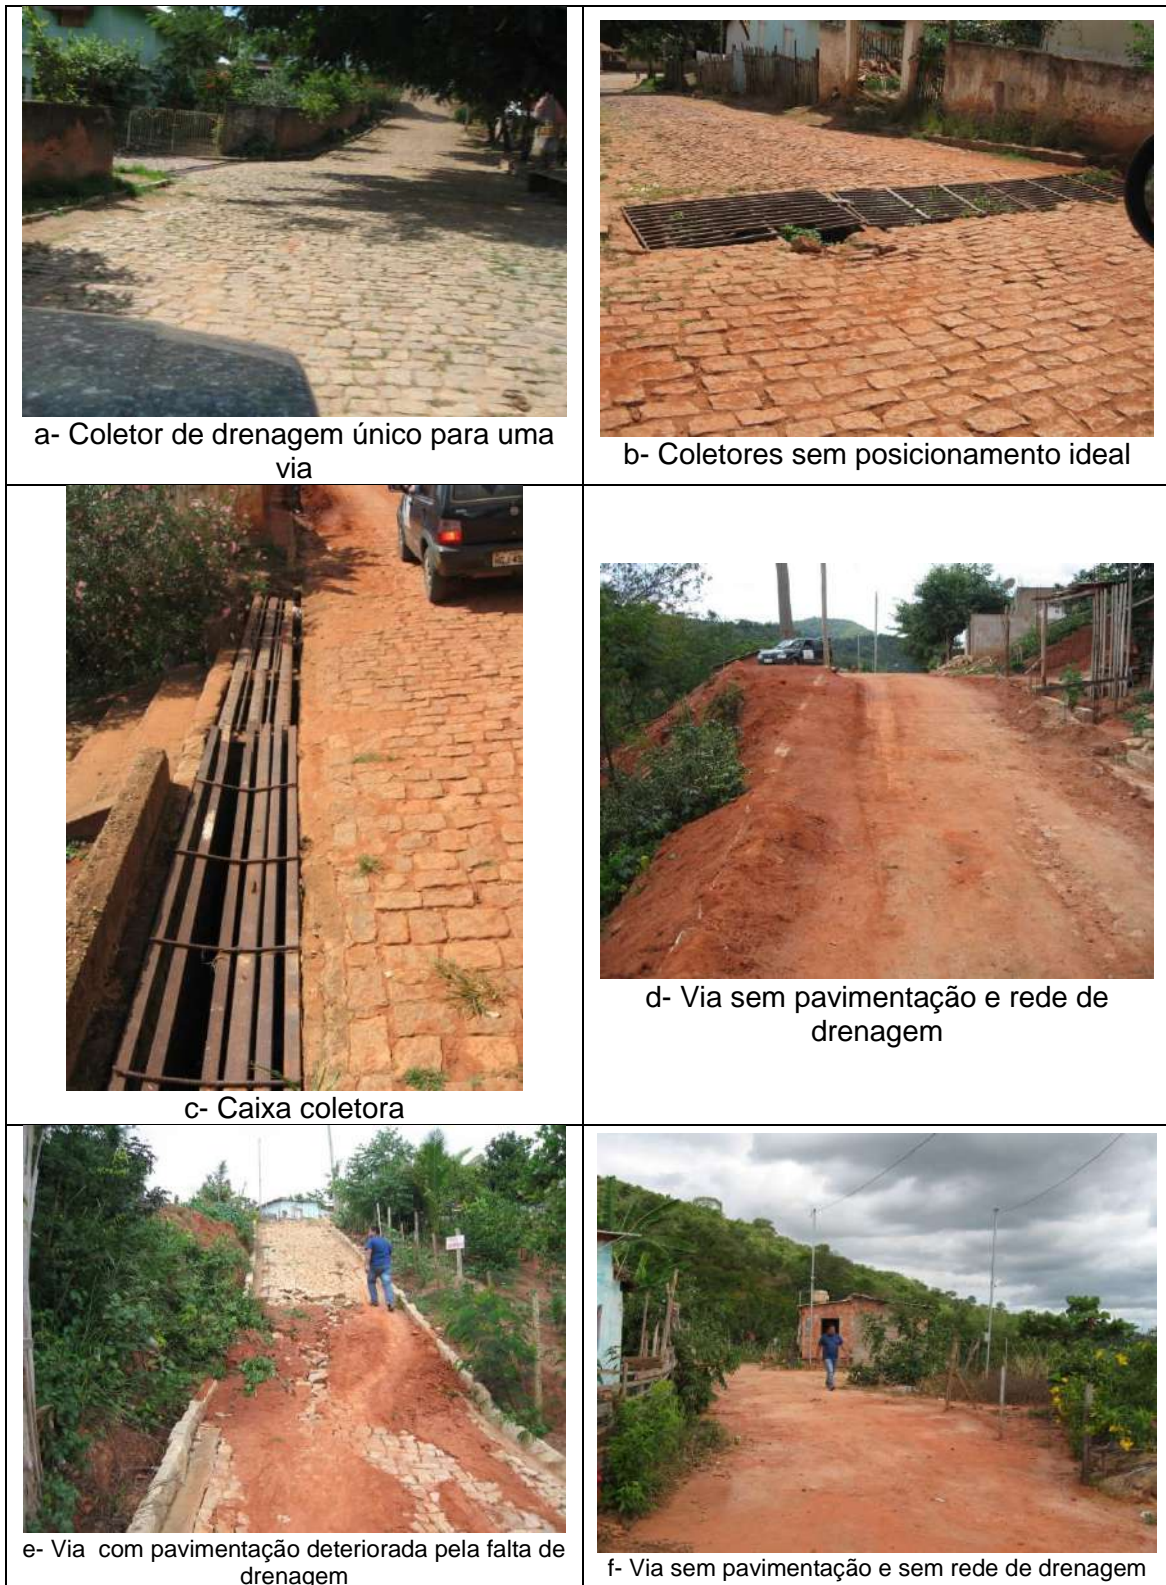 a- Coletor de drenagem único para uma
via
b- Coletores sem posicionamento ideal
c- Caixa coletora
d- Via sem pavimentação e rede de
drenagem
e- Via com pavimentação deteriorada pela falta de
drenagem
f- Via sem pavimentação e sem rede de drenagem